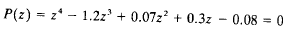 P(z) = z⁴ − 1.2z³ + 0.07z² + 0.3z − 0.08 = 0